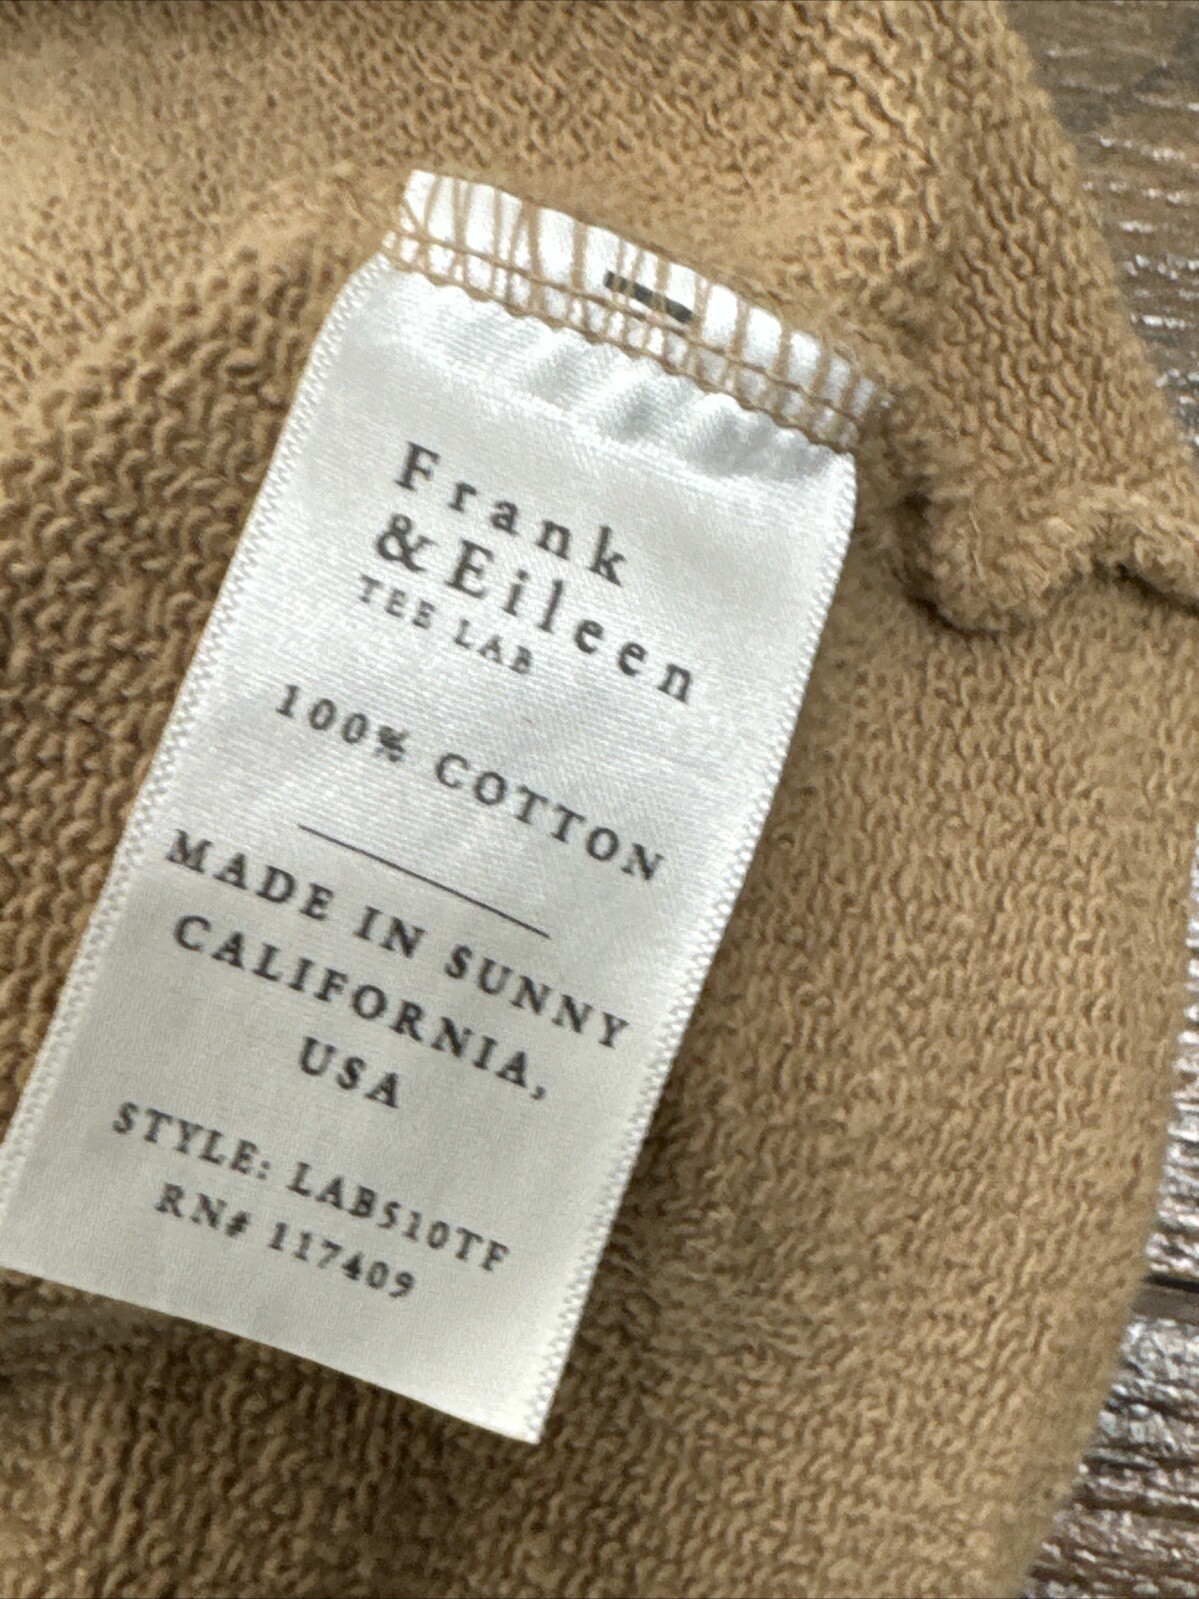 Frank
&Eileen
TEE LAB
100% COTTON
MADE IN SUNNY
CALIFORNIA,
USA
STYLE: LAB510TF
RN# 117409